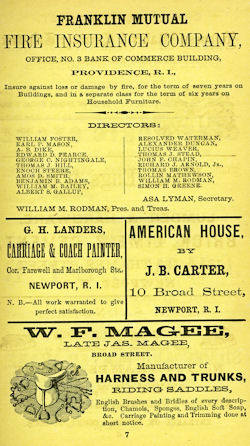 FRANKLIN MUTUAL
FIRE INSURANCE COMPANY,
OFFICE, NO. 3 BANK OF COMMERCE BUILDING,
PROVIDENCE, R. I.,
Insure against loss or damage by fire, for the term of seven years on
Buildings, and in a separate class for the term of six years on
Household Furniture.
DIRECTORS:
WILLIAM FOSTER,
EARL P. MASON,
A. S. DIKE,
EDWARD PEARCE,
GEORGE C. NIGHTINGALE,
THOMAS J. HILL,
ENOCH STEERE,
AMOS D. SMITH,
BENJAMIN B. ADAMS,
WILLIAM M. BAILEY,
ALBERT S. GALLUP,
RESOLVED WATERMAN,
ALEXANDER DUNCAN,
LUCIUS WEAVER,
THOMAS J. STEAD,
JOHN F. CHAPIN,
RICHARD J. ARNOLD, Jr.,
THOMAS BROWN,
ROLLIN MATHEWSON,
WILLIAM RODMAN,
SIMON H. GREENE.
ASA LYMAN, Secretary.
WILLIAM M. RODMAN, Pres. and Treas.
G. H. LANDERS,
CARRIAGE & COACH PAINTER,
Cor. Farewell and Marlborough Sts.,
NEWPORT, R. I.
N. B.—All work warranted to give
perfect satisfaction.
AMERICAN HOUSE,
BY
J. B. CARTER,
10 Broad Street,
NEWPORT, R. I.
W. F. MAGEE,
LATE JAS. MAGEE,
BROAD STREET.
Manufacturer of
HARNESS AND TRUNKS,
RIDING SADDLES,
English Brushes and Bridles of every descrip-
tion, Chamois, Sponges, English Soft Soap,
&c. Carriage Painting and Trimming done at
short notice.
7